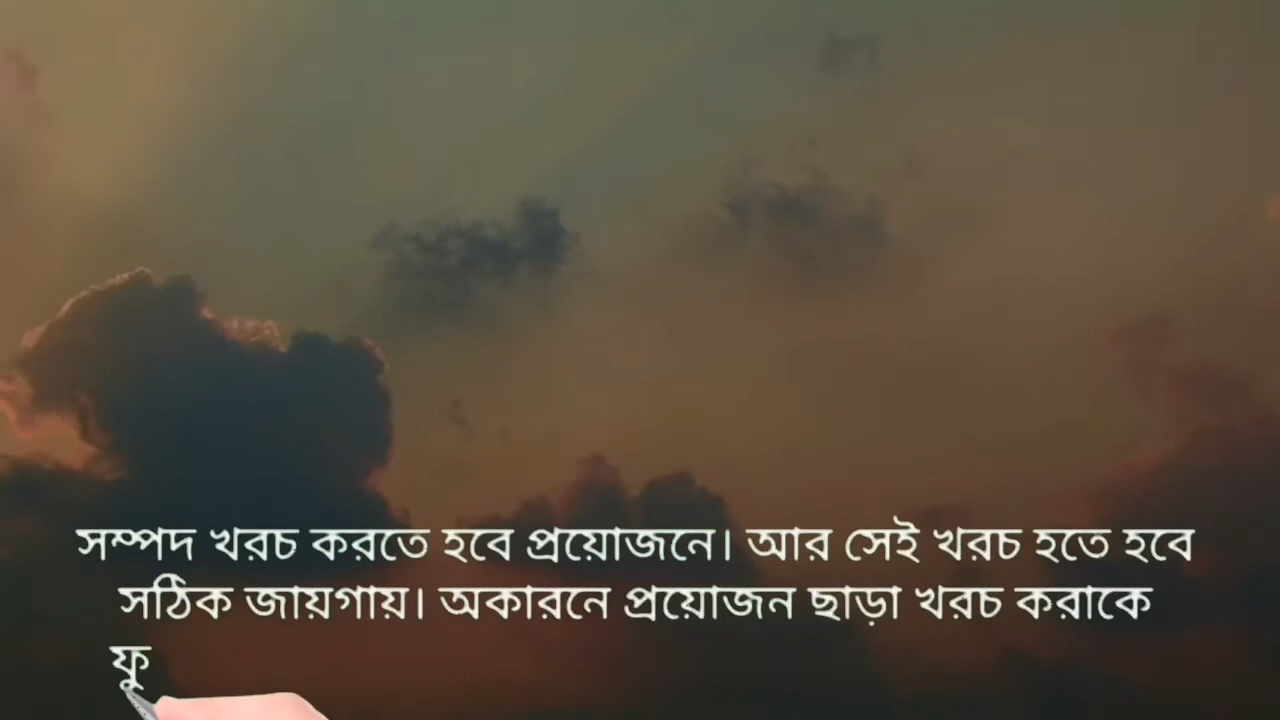 সম্পদ খরচ করতে হবে প্রয়োজনে। আর সেই খরচ হতে হবে
সঠিক জায়গায়। অকারনে প্রয়োজন ছাড়া খরচ করাকে
ফু